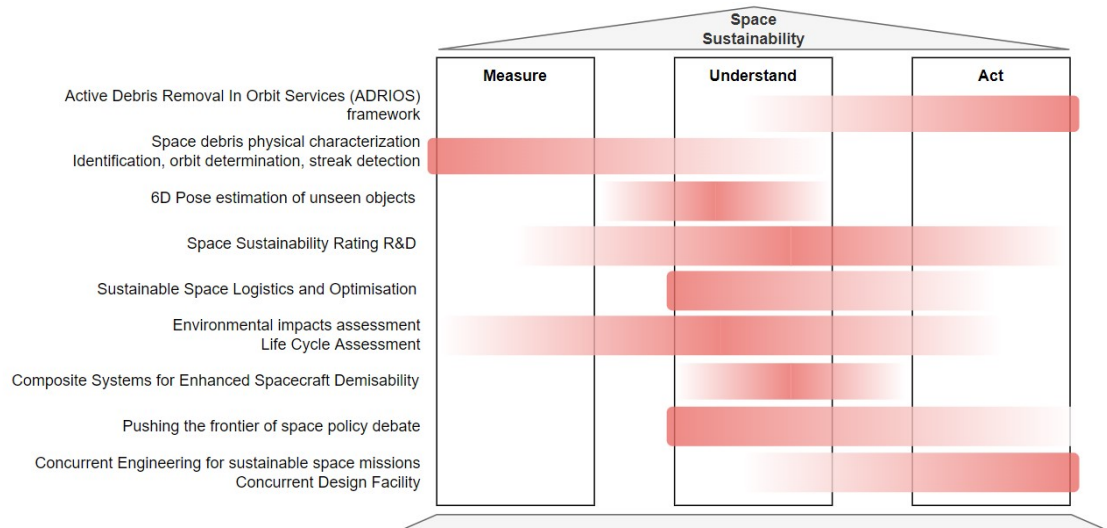 Space
Sustainability
Measure
Understand
Act
Active Debris Removal In Orbit Services (ADRIOS)
framework
Space debris physical characterization
Identification, orbit determination, streak detection
6D Pose estimation of unseen objects
Space Sustainability Rating R&D
Sustainable Space Logistics and Optimisation
Environmental impacts assessment
Life Cycle Assessment
Composite Systems for Enhanced Spacecraft Demisability
Pushing the frontier of space policy debate
Concurrent Engineering for sustainable space missions
Concurrent Design Facility